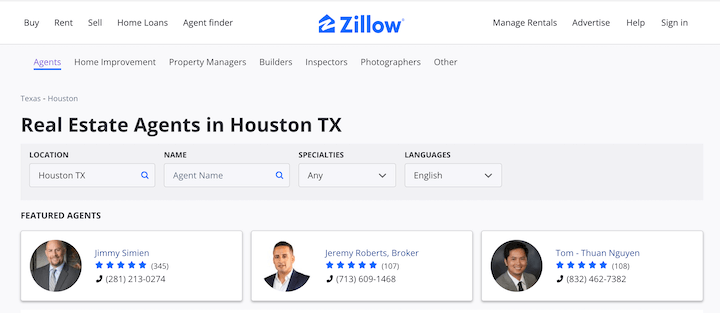 Buy Rent Sell Home Loans Agent finder Zillow Manage Rentals Advertise Help Sign in
Agents Home Improvement Property Managers Builders Inspectors Photographers Other
Texas - Houston
Real Estate Agents in Houston TX
LOCATION NAME SPECIALTIES LANGUAGES
Houston TX Agent Name Any English
FEATURED AGENTS
Jimmy Simien
(345)
(281) 213-0274
Jeremy Roberts, Broker
(107)
(713) 609-1468
Tom - Thuan Nguyen
(108)
(832) 462-7382